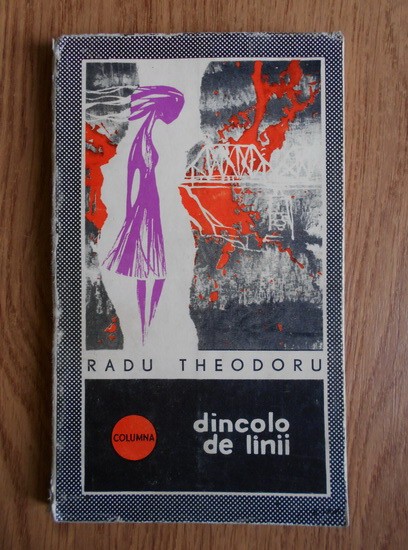 RADU THEODORU
COLUMNA
dincolo
de linii